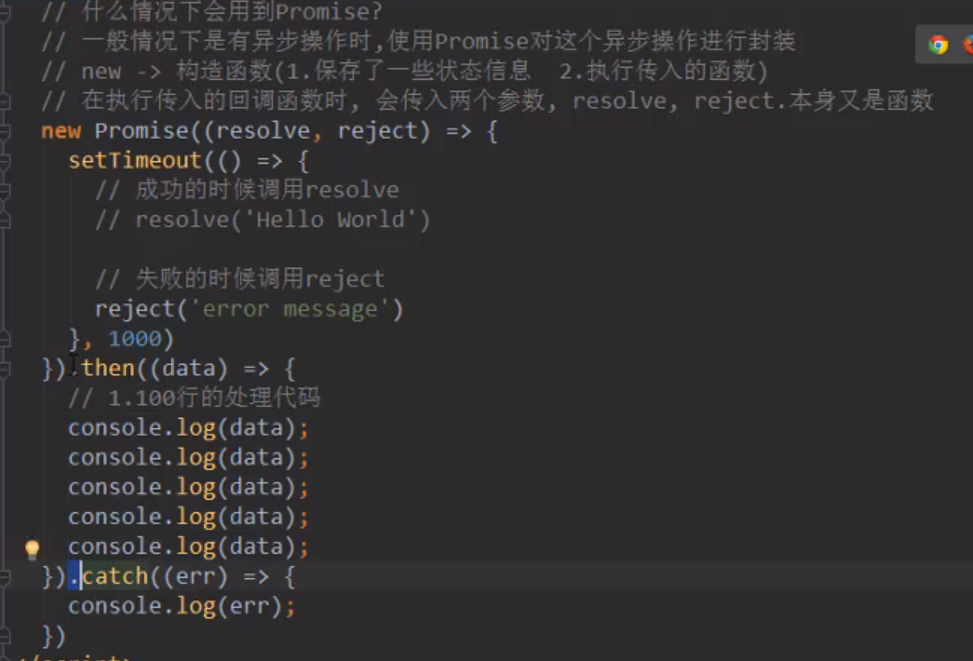 // 什么情况下会用到Promise?
// 一般情况下是有异步操作时,使用Promise对这个异步操作进行封装
// new -> 构造函数(1.保存了一些状态信息  2.执行传入的函数)
// 在执行传入的回调函数时, 会传入两个参数, resolve, reject.本身又是函数
new Promise((resolve, reject) => {
  setTimeout(() => {
    // 成功的时候调用resolve
    // resolve('Hello World')
    // 失败的时候调用reject
    reject('error message')
  }, 1000)
}).then((data) => {
  // 1.100行的处理代码
  console.log(data);
  console.log(data);
  console.log(data);
  console.log(data);
  console.log(data);
}).catch((err) => {
  console.log(err);
})
</script>